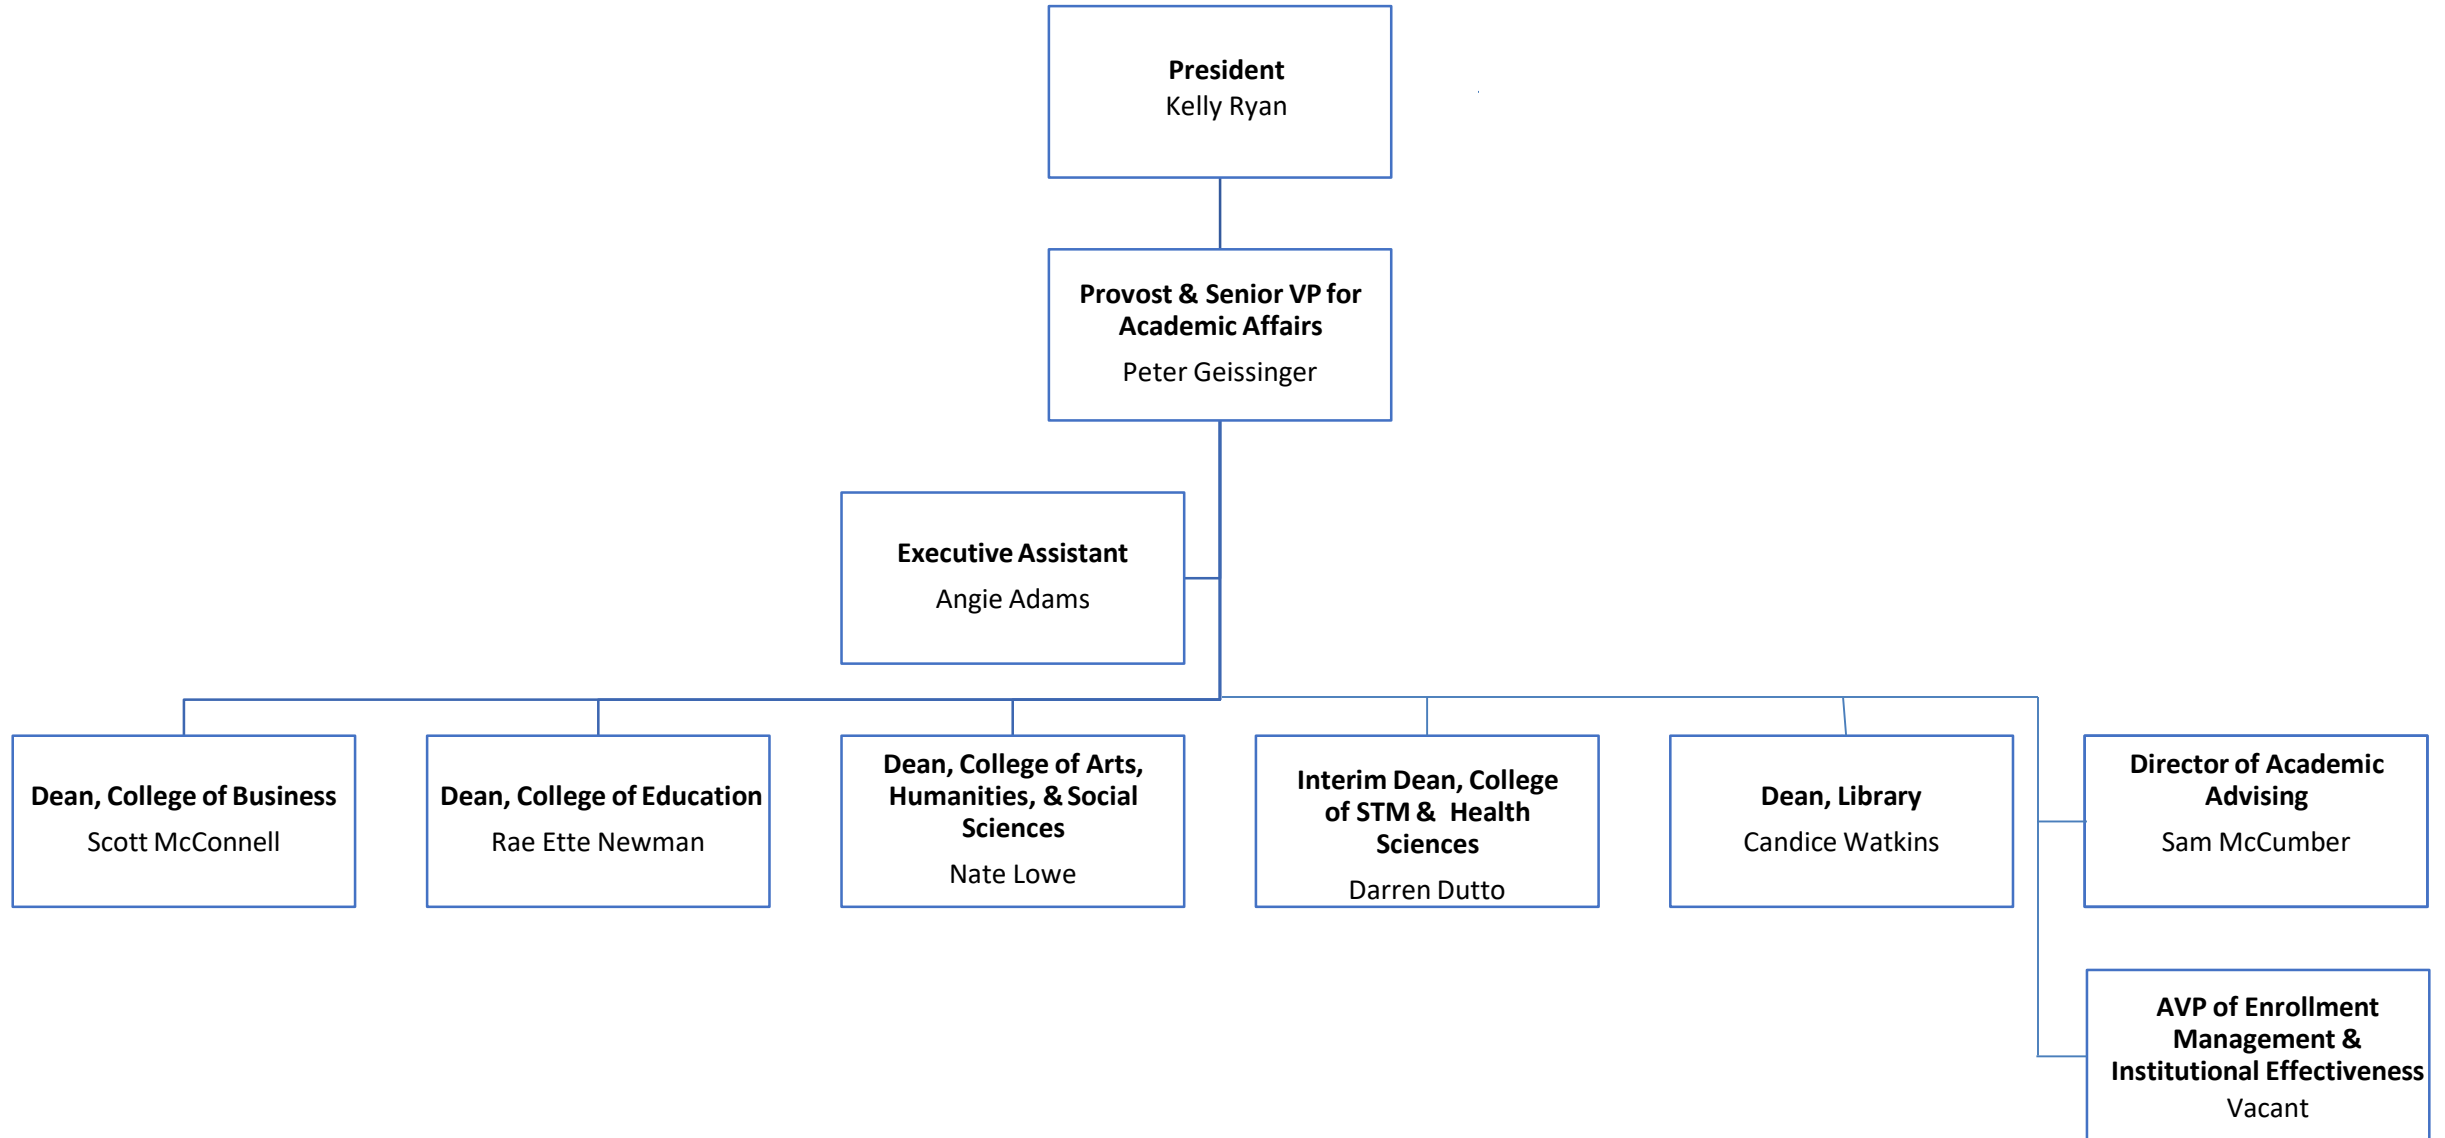 President
Kelly Ryan
Provost & Senior VP for
Academic Affairs
Peter Geissinger
Executive Assistant
Angie Adams
Dean, College of Business
Scott McConnell
Dean, College of Education
Rae Ette Newman
Dean, College of Arts,
Humanities, & Social
Sciences
Nate Lowe
Interim Dean, College
of STM & Health
Sciences
Darren Dutto
Dean, Library
Candice Watkins
Director of Academic
Advising
Sam McCumber
AVP of Enrollment
Management &
Institutional Effectiveness
Vacant